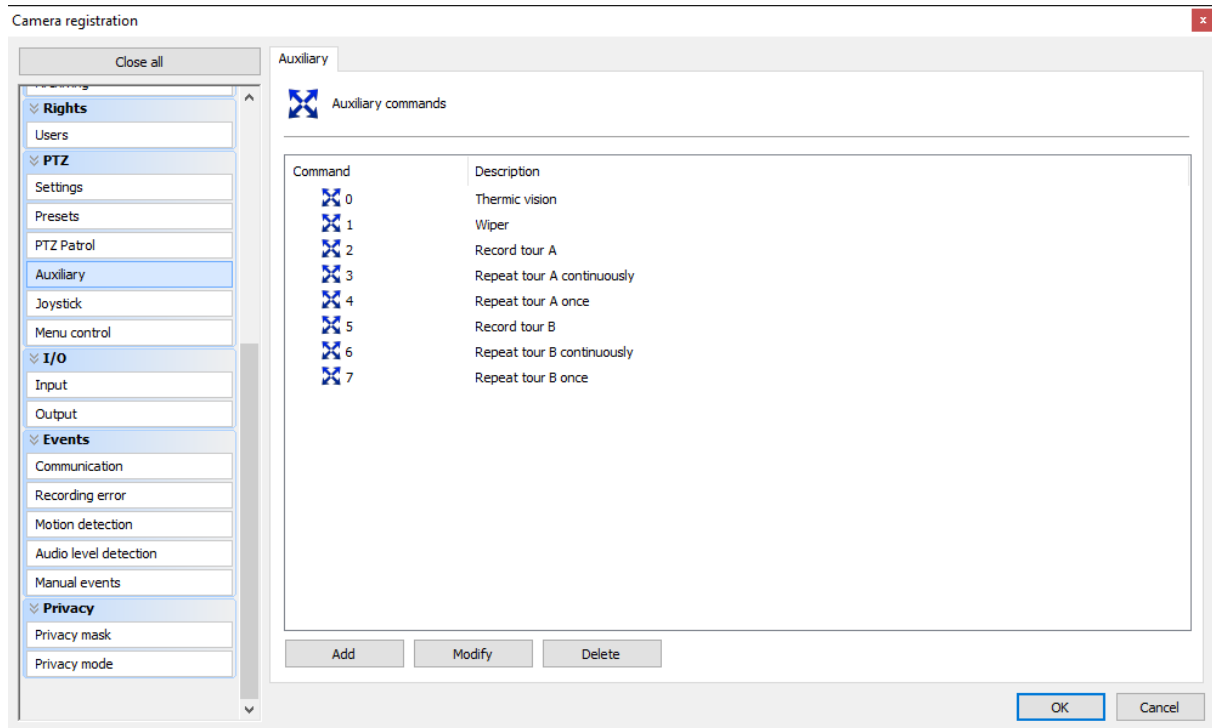 Camera registration
x
Close all
Rights
Users
PTZ
Settings
Presets
PTZ Patrol
Auxiliary
Joystick
Menu control
I/O
Input
Output
Events
Communication
Recording error
Motion detection
Audio level detection
Manual events
Privacy
Privacy mask
Privacy mode
Auxiliary
Auxiliary commands
Command Description
0 Thermic vision
1 Wiper
2 Record tour A
3 Repeat tour A continuously
4 Repeat tour A once
5 Record tour B
6 Repeat tour B continuously
7 Repeat tour B once
Add Modify Delete
OK Cancel